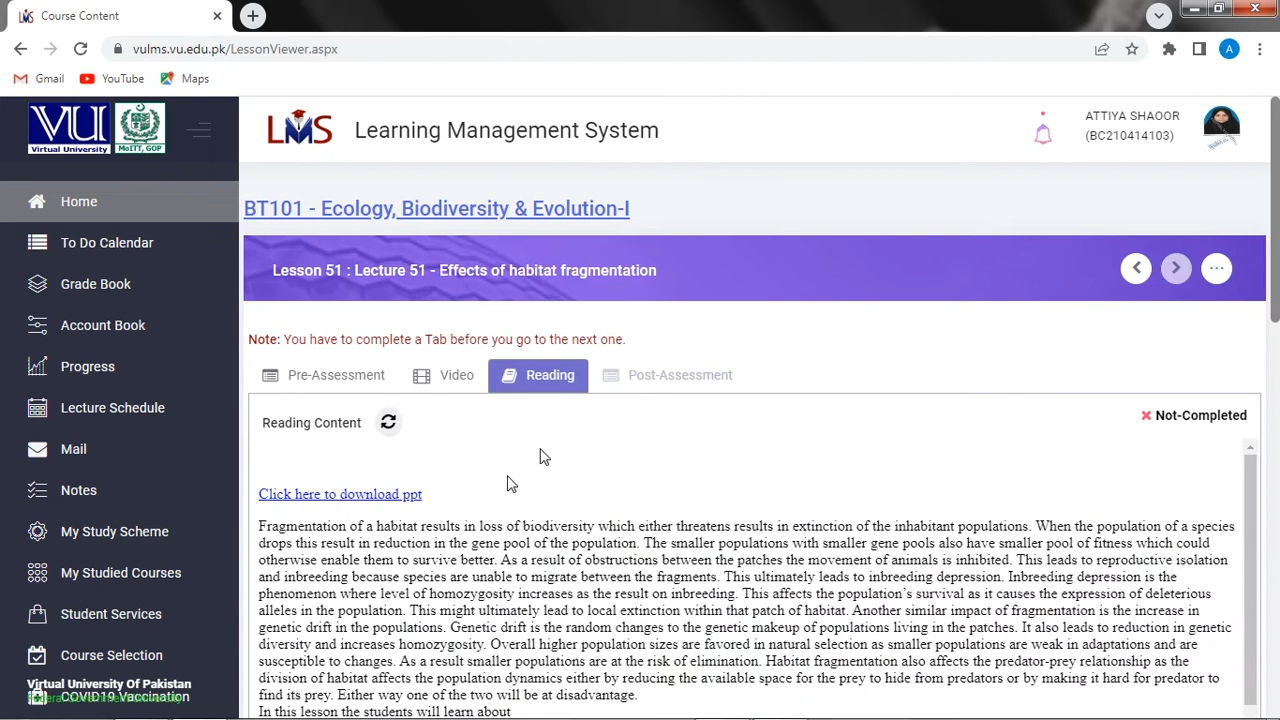 Course Content
vulms.vu.edu.pk/LessonViewer.aspx
A
Gmail
YouTube
Maps
VU
Virtual University
MoITT, GOP
LMS
Learning Management System
ATTIYA SHAOOR
(BC210414103)
Home
To Do Calendar
Grade Book
Account Book
Progress
Lecture Schedule
Mail
Notes
My Study Scheme
My Studied Courses
Student Services
Course Selection
Virtual University Of Pakistan
Federal Government University
COVID19 Vaccination
BT101 - Ecology, Biodiversity & Evolution-I
Lesson 51 : Lecture 51 - Effects of habitat fragmentation
Note: You have to complete a Tab before you go to the next one.
Pre-Assessment
Video
Reading
Post-Assessment
Reading Content
Not-Completed
Click here to download ppt
Fragmentation of a habitat results in loss of biodiversity which either threatens results in extinction of the inhabitant populations. When the population of a species
drops this result in reduction in the gene pool of the population. The smaller populations with smaller gene pools also have smaller pool of fitness which could
otherwise enable them to survive better. As a result of obstructions between the patches the movement of animals is inhibited. This leads to reproductive isolation
and inbreeding because species are unable to migrate between the fragments. This ultimately leads to inbreeding depression. Inbreeding depression is the
phenomenon where level of homozygosity increases as the result on inbreeding. This affects the population's survival as it causes the expression of deleterious
alleles in the population. This might ultimately lead to local extinction within that patch of habitat. Another similar impact of fragmentation is the increase in
genetic drift in the populations. Genetic drift is the random changes to the genetic makeup of populations living in the patches. It also leads to reduction in genetic
diversity and increases homozygosity. Overall higher population sizes are favored in natural selection as smaller populations are weak in adaptations and are
susceptible to changes. As a result smaller populations are at the risk of elimination. Habitat fragmentation also affects the predator-prey relationship as the
division of habitat affects the population dynamics either by reducing the available space for the prey to hide from predators or by making it hard for predator to
find its prey. Either way one of the two will be at disadvantage.
In this lesson the students will learn about